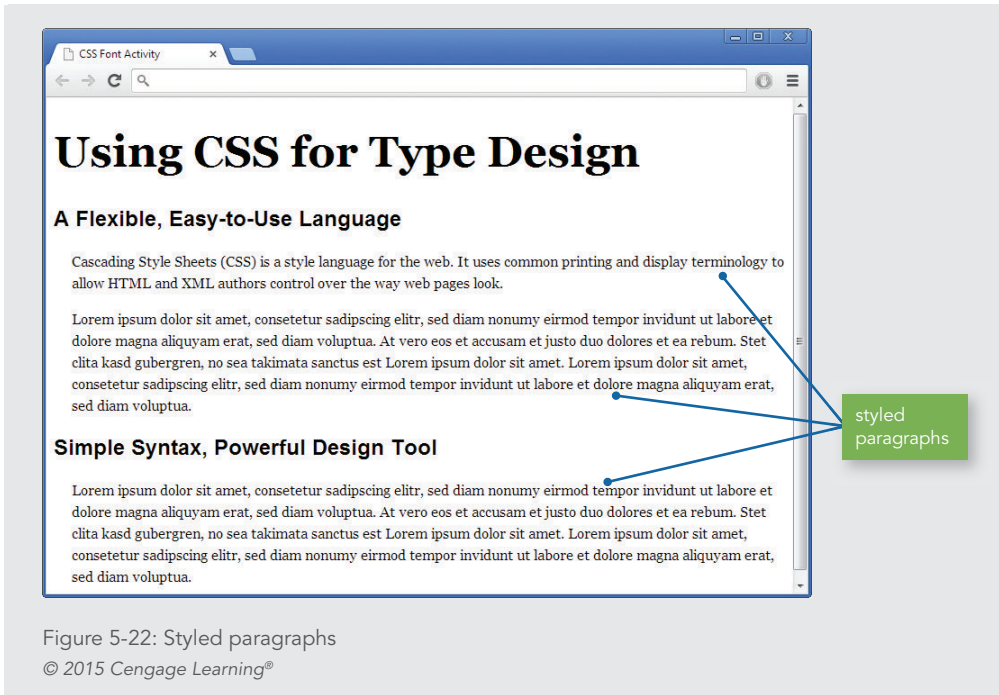 CSS Font Activity
Using CSS for Type Design
A Flexible, Easy-to-Use Language
Cascading Style Sheets (CSS) is a style language for the web. It uses common printing and display terminology to
allow HTML and XML authors control over the way web pages look.
Lorem ipsum dolor sit amet, consetetur sadipscing elitr, sed diam nonumy eirmod tempor invidunt ut labore et
dolore magna aliquyam erat, sed diam voluptua. At vero eos et accusam et justo duo dolores et ea rebum. Stet
clita kasd gubergren, no sea takimata sanctus est Lorem ipsum dolor sit amet. Lorem ipsum dolor sit amet,
consetetur sadipscing elitr, sed diam nonumy eirmod tempor invidunt ut labore et dolore magna aliquyam erat,
sed diam voluptua.
Simple Syntax, Powerful Design Tool
Lorem ipsum dolor sit amet, consetetur sadipscing elitr, sed diam nonumy eirmod tempor invidunt ut labore et
dolore magna aliquyam erat, sed diam voluptua. At vero eos et accusam et justo duo dolores et ea rebum. Stet
clita kasd gubergren, no sea takimata sanctus est Lorem ipsum dolor sit amet. Lorem ipsum dolor sit amet,
consetetur sadipscing elitr, sed diam nonumy eirmod tempor invidunt ut labore et dolore magna aliquyam erat,
sed diam voluptua.
styled
paragraphs
Figure 5-22: Styled paragraphs
© 2015 Cengage Learning®